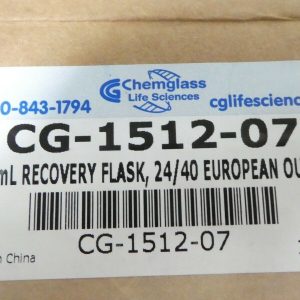 Chemglass
Life Sciences
0-843-1794
cglifescienc
CG-1512-07
mL RECOVERY FLASK, 24/40 EUROPEAN OU
CG-1512-07
n China